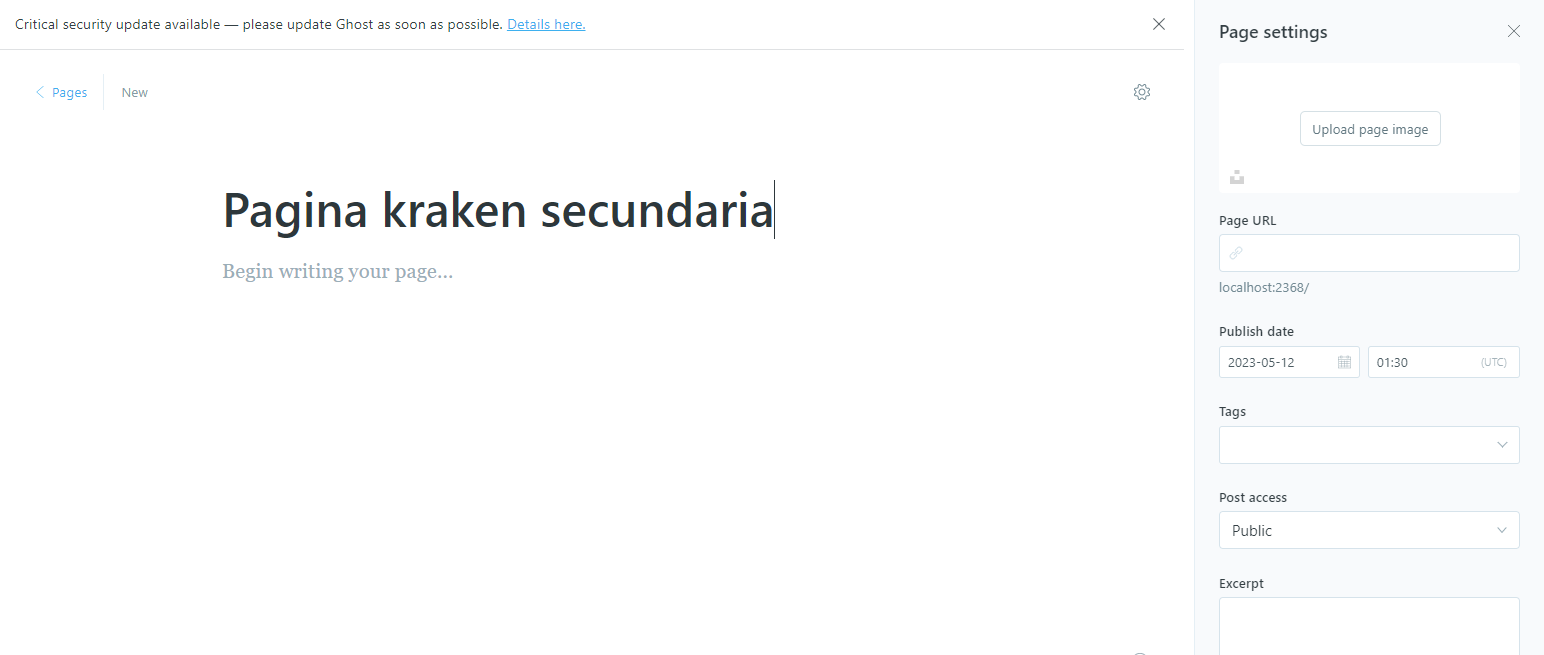 Critical security update available — please update Ghost as soon as possible. Details here.
Pages
New
Pagina kraken secundaria
Begin writing your page...
Page settings
Upload page image
Page URL
localhost:2368/
Publish date
2023-05-12
01:30 (UTC)
Tags
Post access
Public
Excerpt